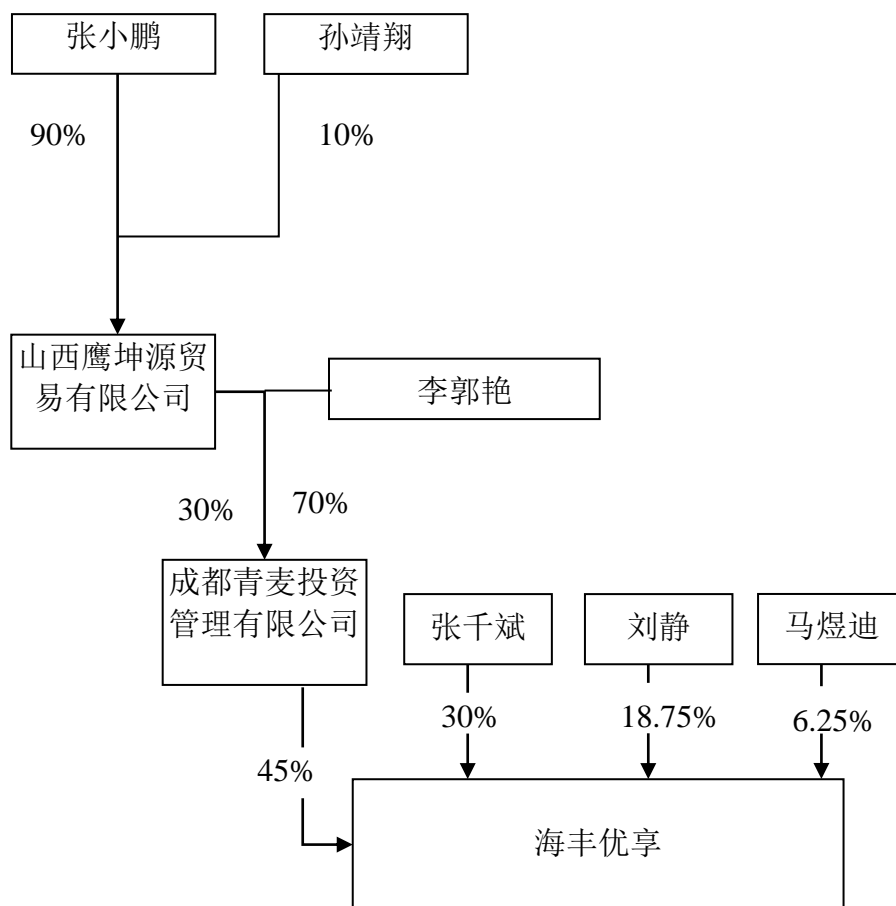 张小鹏
孙靖翔
90%
10%
山西鹰坤源贸
易有限公司
李郭艳
30%
70%
成都青麦投资
管理有限公司
张千斌
刘静
马煜迪
30%
18.75%
6.25%
45%
海丰优享